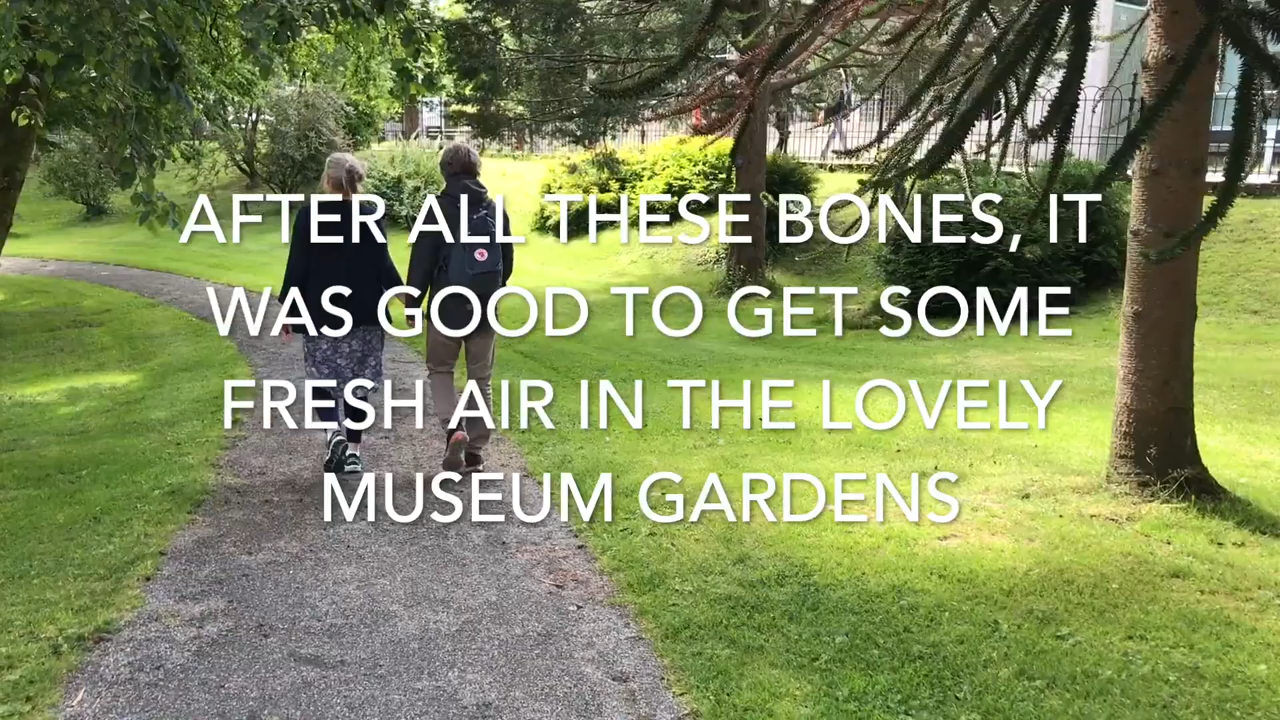 AFTER ALL THESE BONES, IT
WAS GOOD TO GET SOME
FRESH AIR IN THE LOVELY
MUSEUM GARDENS